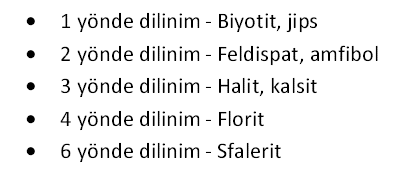 • 1 yönde dilinim - Biyotit, jips
• 2 yönde dilinim - Feldispat, amfibol
• 3 yönde dilinim - Halit, kalsit
• 4 yönde dilinim - Florit
• 6 yönde dilinim - Sfalerit